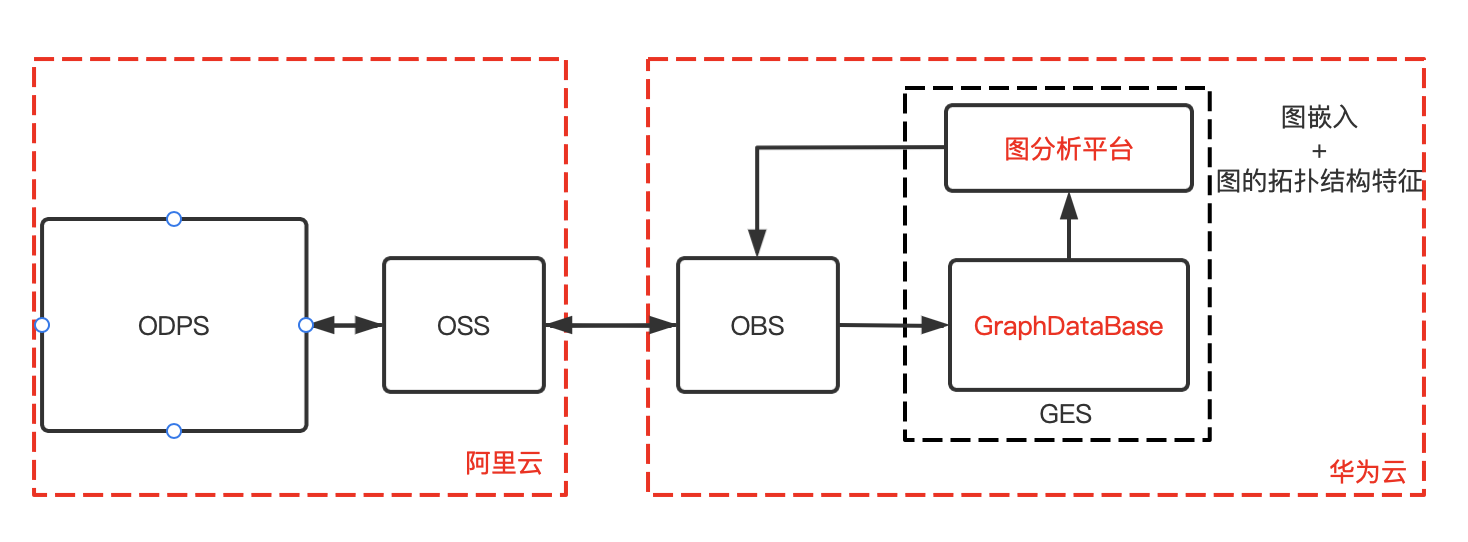 ODPS
OSS
阿里云
OBS
图分析平台
GraphDataBase
GES
图嵌入
+
图的拓扑结构特征
华为云